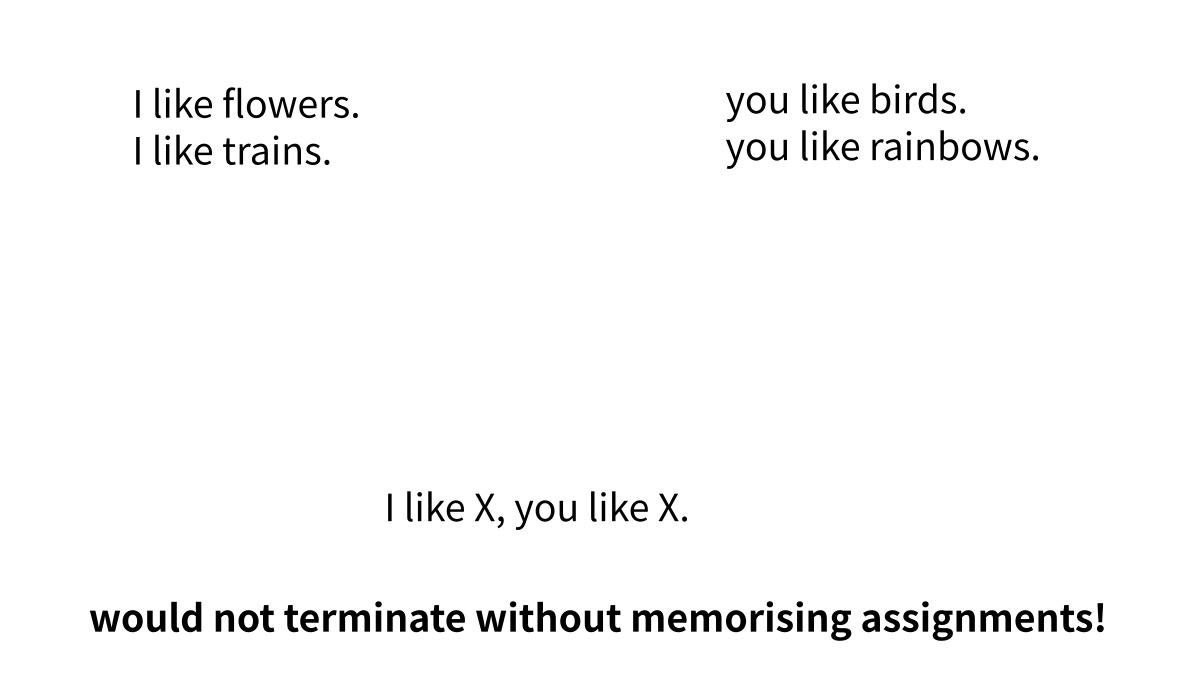 I like flowers.
I like trains.
you like birds.
you like rainbows.
I like X, you like X.
would not terminate without memorising assignments!